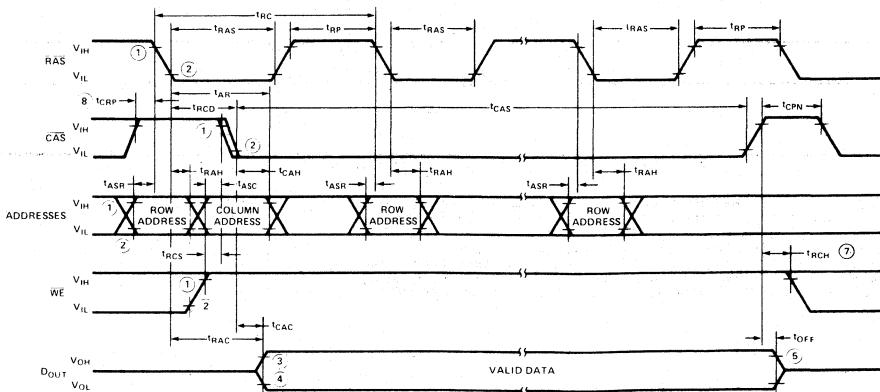 tRC
tRAS tRP tRAS tRAS tRP
VIH ①
RAS
VIL ②
tAR
8 tCRP tRCD tCAS tCPN
VIH ①
CAS
VIL ②
tRAH tCAH tRAH tRAH
tASR tASC tASR tASR
VIH
ADDRESSES ① ROW ADDRESS COLUMN ADDRESS ROW ADDRESS ROW ADDRESS
VIL ②
tRCS tRCH ⑦
VIH ①
WE
VIL 2
tCAC
tRAC tOFF
VOH ③ ⑤
DOUT VALID DATA
VOL ④